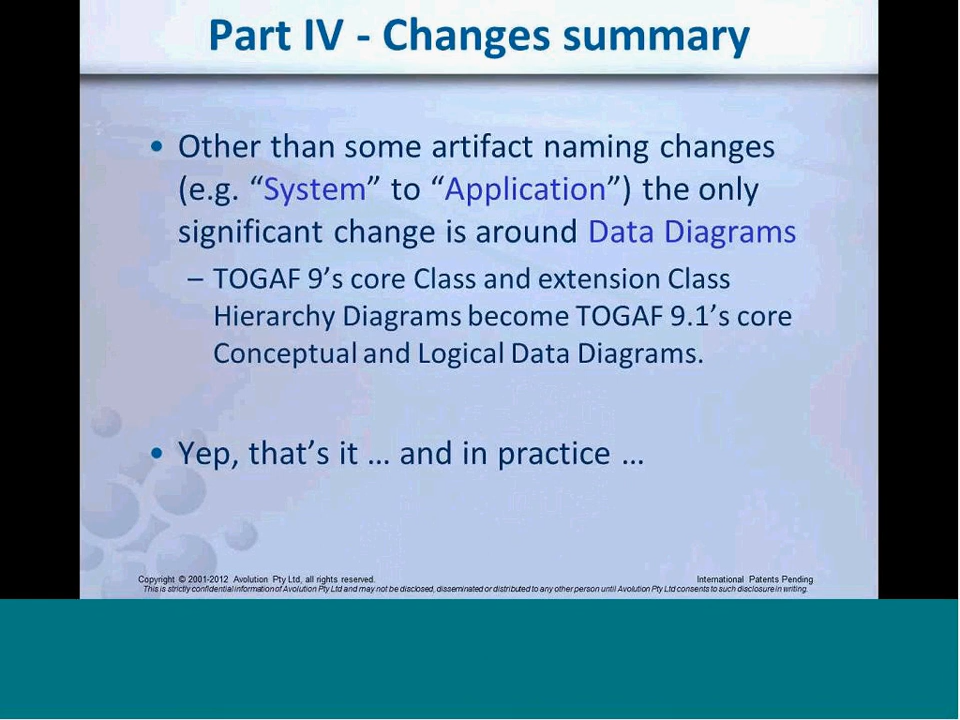 Part IV - Changes summary
• Other than some artifact naming changes
(e.g. “System” to “Application”) the only
significant change is around Data Diagrams
– TOGAF 9’s core Class and extension Class
Hierarchy Diagrams become TOGAF 9.1’s core
Conceptual and Logical Data Diagrams.
• Yep, that’s it … and in practice …
Copyright © 2001-2012 Avolution Pty Ltd, all rights reserved. International Patents Pending
This is strictly confidential information of Avolution Pty Ltd and may not be disclosed, disseminated or distributed to any other person until Avolution Pty Ltd consents to such disclosure in writing.